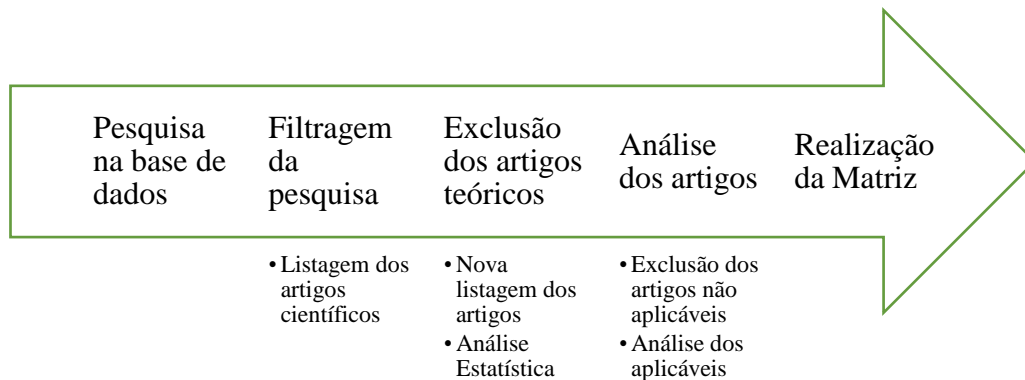 Pesquisa
na base de
dados
Filtragem
da
pesquisa
Exclusão
dos artigos
teóricos
Análise
dos artigos
Realização
da Matriz
• Listagem dos
artigos
científicos
• Nova
listagem dos
artigos
• Análise
Estatística
• Exclusão dos
artigos não
aplicáveis
• Análise dos
aplicáveis